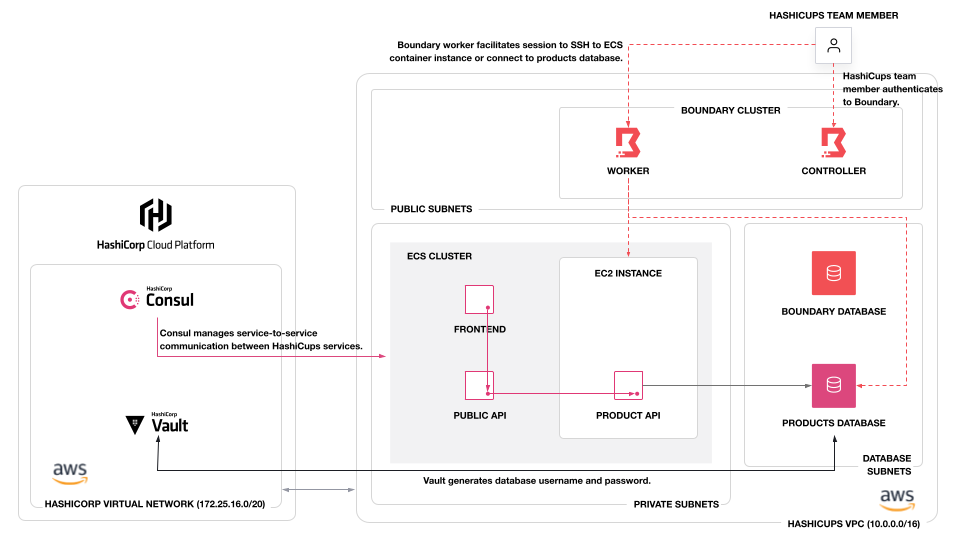 HASHICUPS TEAM MEMBER
Boundary worker facilitates session to SSH to ECS
container instance or connect to products database.
HashiCups team
member authenticates
to Boundary.
BOUNDARY CLUSTER
WORKER
CONTROLLER
PUBLIC SUBNETS
HashiCorp Cloud Platform
ECS CLUSTER
EC2 INSTANCE
HashiCorp
Consul
FRONTEND
BOUNDARY DATABASE
Consul manages service-to-service
communication between HashiCups services.
HashiCorp
Vault
PUBLIC API
PRODUCT API
PRODUCTS DATABASE
DATABASE
SUBNETS
aws
Vault generates database username and password.
HASHICORP VIRTUAL NETWORK (172.25.16.0/20)
PRIVATE SUBNETS
aws
HASHICUPS VPC (10.0.0.0/16)